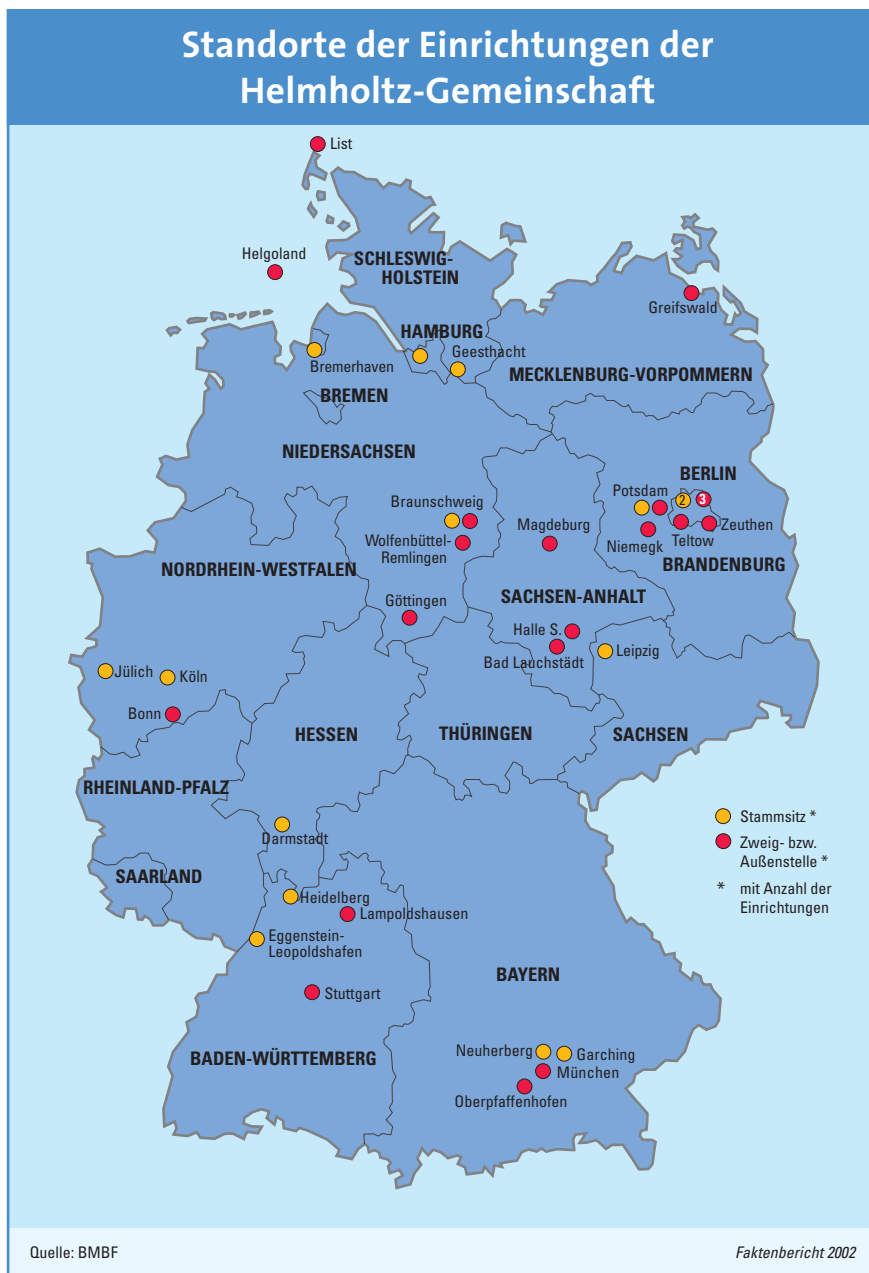 Standorte der Einrichtungen der
Helmholtz-Gemeinschaft
List
Helgoland
SCHLESWIG-
HOLSTEIN
Greifswald
HAMBURG
Geesthacht
Bremerhaven
MECKLENBURG-VORPOMMERN
BREMEN
NIEDERSACHSEN
BERLIN
Potsdam
2
3
Braunschweig
Magdeburg
Zeuthen
Teltow
Niemegk
Wolfenbüttel-
Remlingen
BRANDENBURG
NORDRHEIN-WESTFALEN
SACHSEN-ANHALT
Göttingen
Halle S.
Leipzig
Bad Lauchstädt
Jülich
Köln
Bonn
HESSEN
THÜRINGEN
SACHSEN
RHEINLAND-PFALZ
Darmstadt
SAARLAND
Heidelberg
Lampoldshausen
Eggenstein-
Leopoldshafen
BAYERN
Stuttgart
BADEN-WÜRTTEMBERG
Neuherberg
Garching
München
Oberpfaffenhofen
Stammsitz *
Zweig- bzw.
Außenstelle *
* mit Anzahl der
Einrichtungen
Quelle: BMBF
Faktenbericht 2002